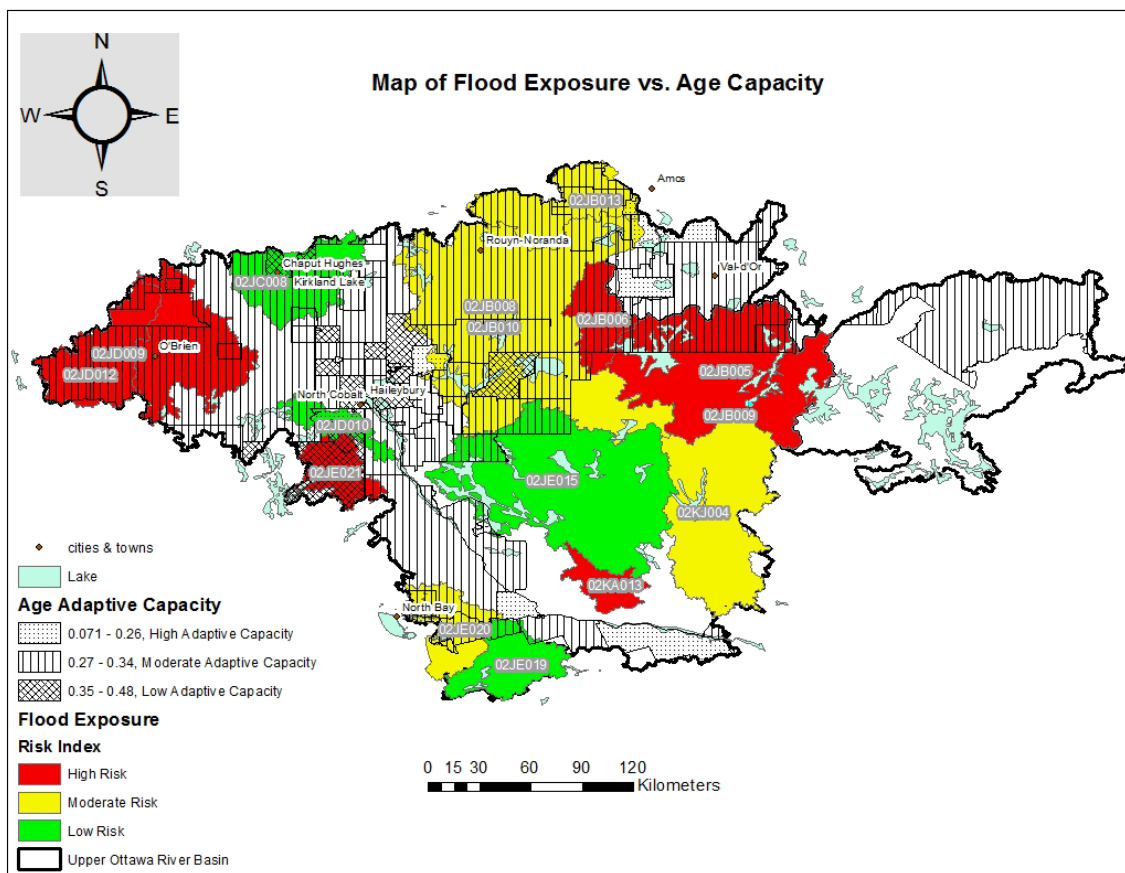 N
W
E
S
Map of Flood Exposure vs. Age Capacity
Amos
02JB013
Rouyn-Noranda
Chaput Hughes
Val-d'Or
02JC008
Kirkland Lake
02JB008
02JB006
02JB010
O'Brien
02JD009
02JD012
02JB005
North Cobalt
Haileybury
02JB009
02JD010
02JE021
02JE015
02KJ004
02KA013
North Bay
02JE020
02JE019
cities & towns
Lake
Age Adaptive Capacity
0.071 - 0.26, High Adaptive Capacity
0.27 - 0.34, Moderate Adaptive Capacity
0.35 - 0.48, Low Adaptive Capacity
Flood Exposure
Risk Index
High Risk
Moderate Risk
Low Risk
Upper Ottawa River Basin
0 15 30 60 90 120
Kilometers